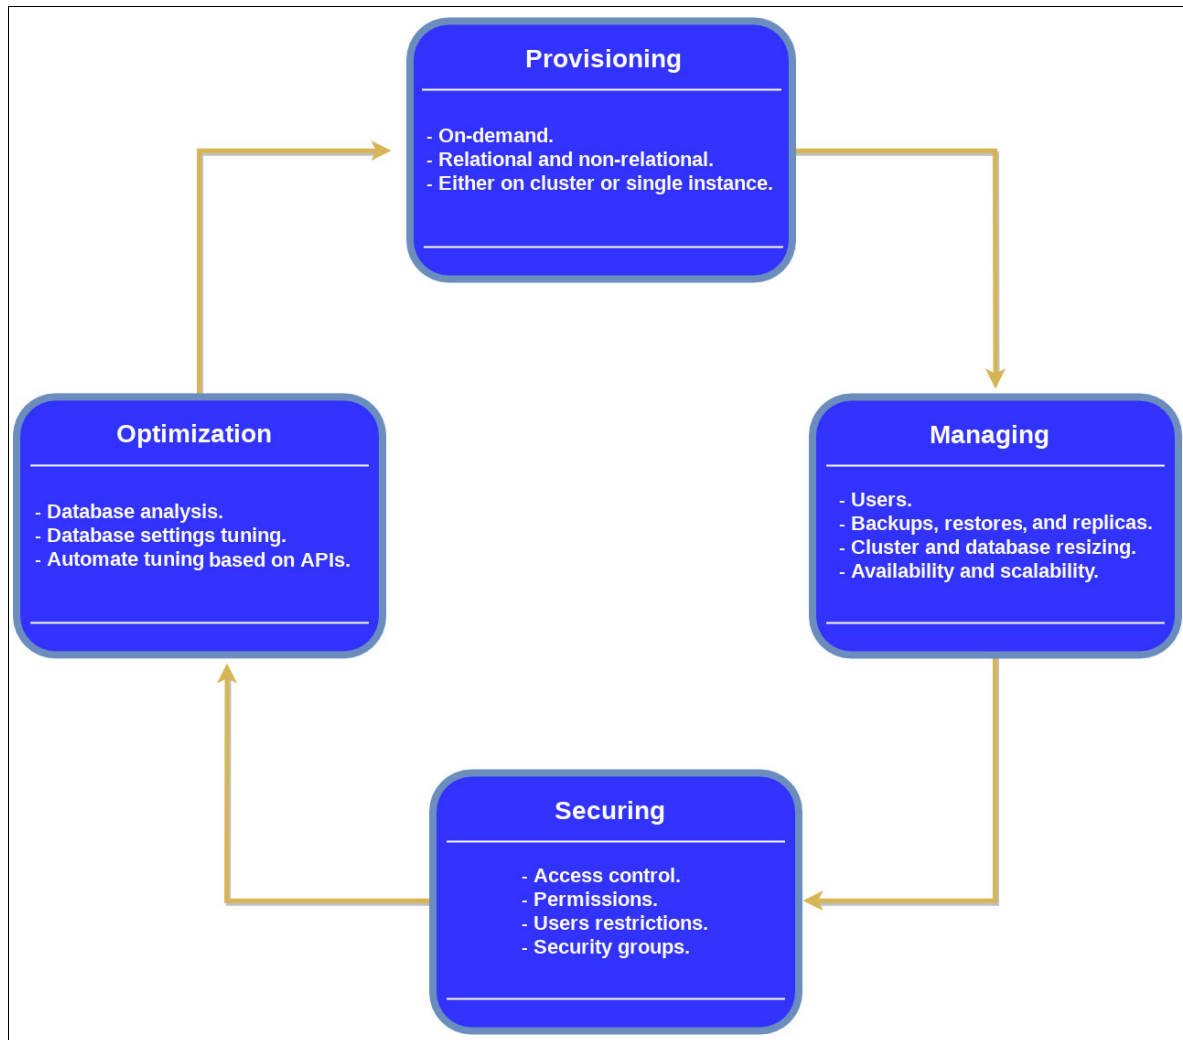 Provisioning
- On-demand.
- Relational and non-relational.
- Either on cluster or single instance.
Optimization
- Database analysis.
- Database settings tuning.
- Automate tuning based on APIs.
Managing
- Users.
- Backups, restores, and replicas.
- Cluster and database resizing.
- Availability and scalability.
Securing
- Access control.
- Permissions.
- Users restrictions.
- Security groups.